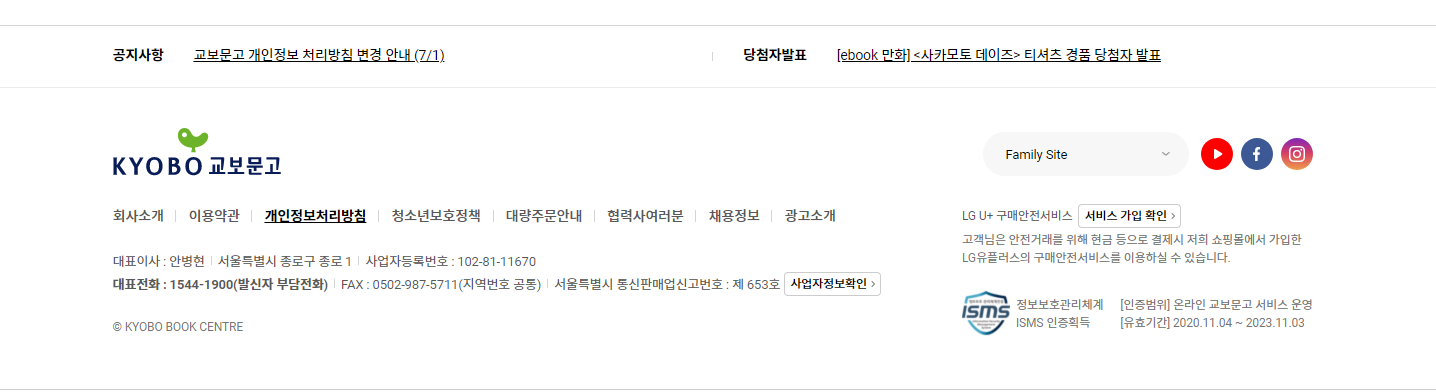 공지사항 교보문고 개인정보 처리방침 변경 안내 (7/1) 당첨자발표 [ebook 만화] <사카모토 데이즈> 티셔츠 경품 당첨자 발표
KYOBO 교보문고
Family Site
회사소개 이용약관 개인정보처리방침 청소년보호정책 대량주문안내 협력사여러분 채용정보 광고소개
대표이사 : 안병현 서울특별시 종로구 종로 1 사업자등록번호 : 102-81-11670
대표전화 : 1544-1900(발신자 부담전화) FAX : 0502-987-5711(지역번호 공통) 서울특별시 통신판매업신고번호 : 제 653호 사업자정보확인
© KYOBO BOOK CENTRE
LG U+ 구매안전서비스 서비스 가입 확인
고객님은 안전거래를 위해 현금 등으로 결제시 저희 쇼핑몰에서 가입한
LG유플러스의 구매안전서비스를 이용하실 수 있습니다.
ISMS
정보보호관리체계 [인증범위] 온라인 교보문고 서비스 운영
ISMS 인증획득 [유효기간] 2020.11.04 ~ 2023.11.03